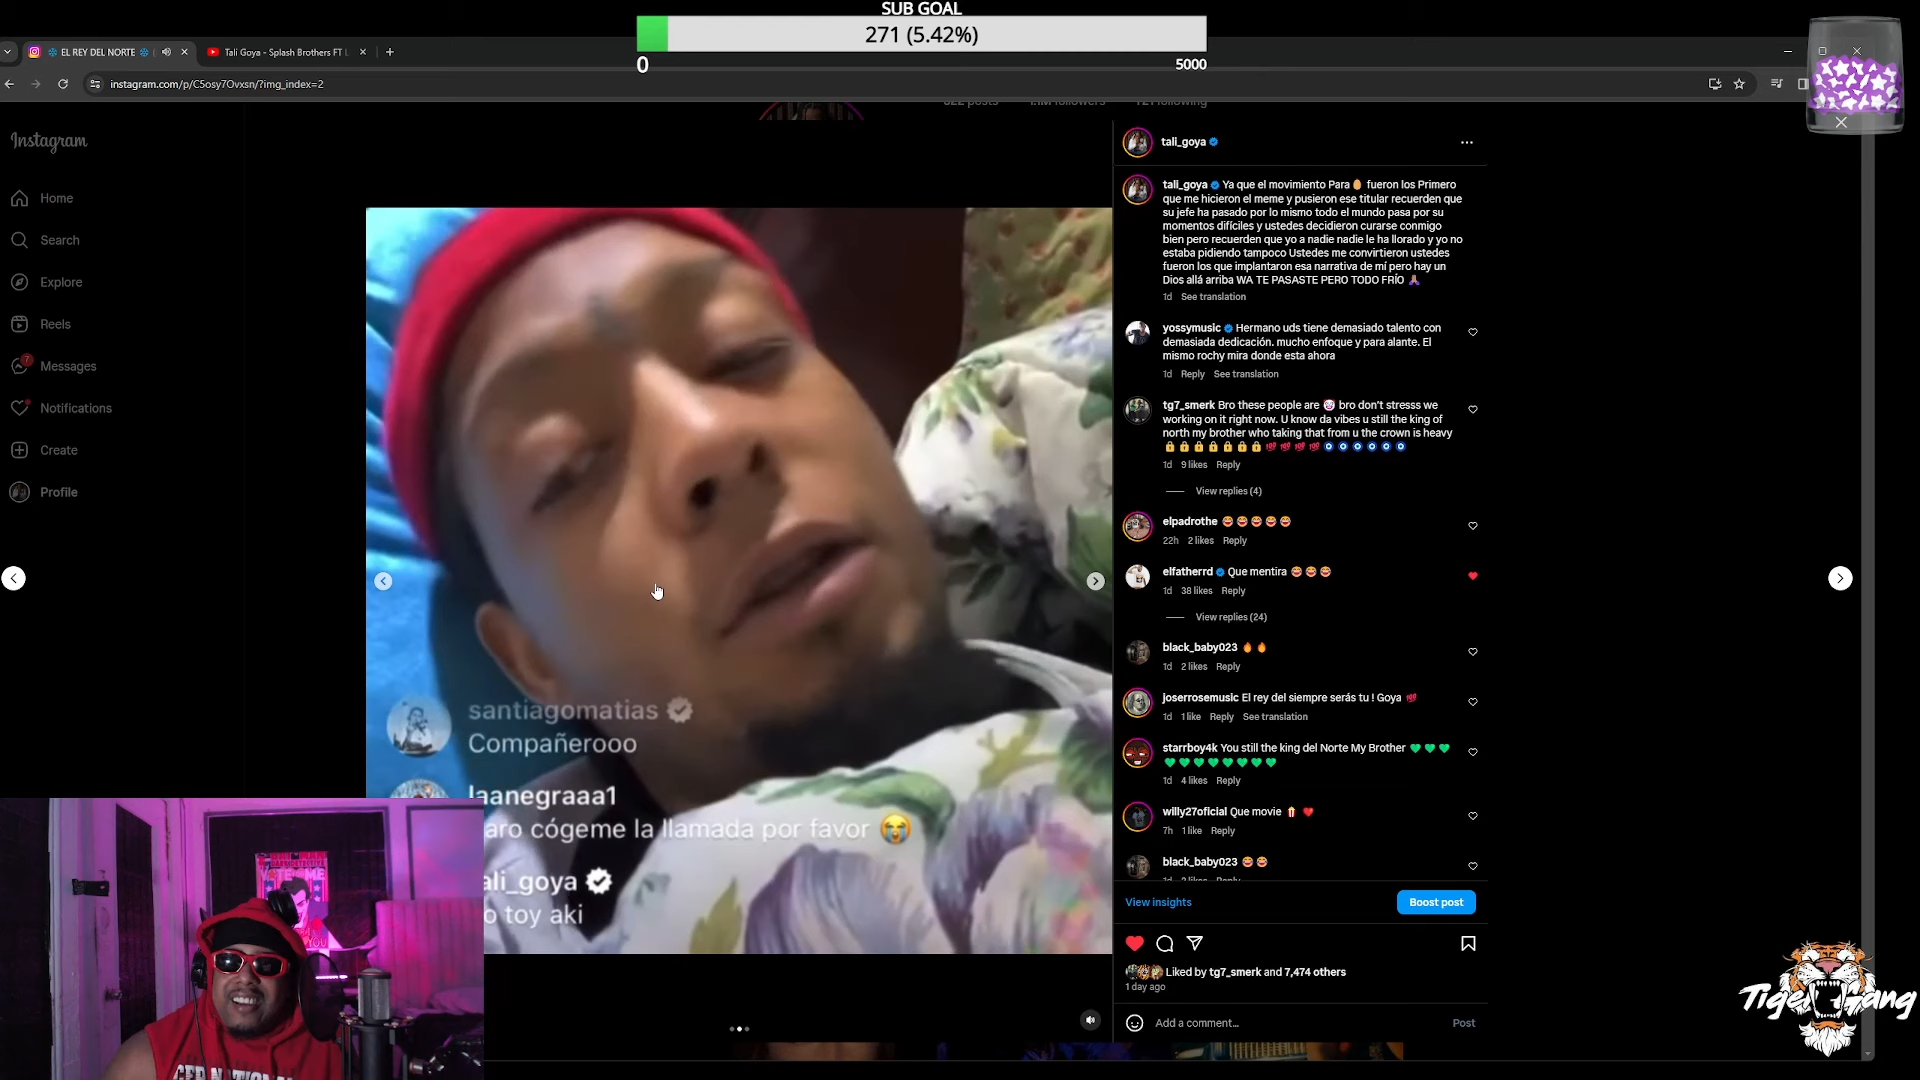 SUB GOAL
271 (5.42%)
0
5000
EL REY DEL NORTE
Tali Goya - Splash Brothers FT
instagram.com/p/C5osy7Ovxsn/?img_index=2
Instagram
Home
Search
Explore
Reels
7
Messages
Notifications
Create
Profile
tali_goya
tali_goya Ya que el movimiento Para🥚 fueron los Primero
que me hicieron el meme y pusieron ese titular recuerden que
su jefe ha pasado por lo mismo todo el mundo pasa por su
momentos difíciles y ustedes decidieron curarse conmigo
bien pero recuerden que yo a nadie nadie le ha llorado y yo no
estaba pidiendo tampoco Ustedes me convirtieron ustedes
fueron los que implantaron esa narrativa de mí pero hay un
Dios allá arriba WA TE PASASTE PERO TODO FRÍO 🙏🏾
1d See translation
yossymusic Hermano uds tiene demasiado talento con
demasiada dedicación. mucho enfoque y para alante. El
mismo rochy mira donde esta ahora
1d Reply See translation
tg7_smerk Bro these people are 🤡 bro don't stresss we
working on it right now. U know da vibes u still the king of
north my brother who taking that from u the crown is heavy
🔒🔒🔒🔒🔒🔒🔒💯💯💯💯🧿🧿🧿🧿🧿🧿
1d 9 likes Reply
View replies (4)
elpadrothe 😂😂😂😂😂
22h 2 likes Reply
elfatherrd Que mentira 😂😂😂
1d 38 likes Reply
View replies (24)
black_baby023 🔥🔥
1d 2 likes Reply
joserrosemusic El rey del siempre serás tu ! Goya 💯
1d 1 like Reply See translation
starrboy4k You still the king del Norte My Brother 💚💚💚
💚💚💚💚💚💚💚💚
1d 4 likes Reply
willy27oficial Que movie 🍿❤️
7h 1 like Reply
black_baby023 😂😂
View insights
Boost post
Liked by tg7_smerk and 7,474 others
1 day ago
Add a comment...
Post
santiagomatias
Compañerooo
laanegraaa1
aro cógeme la llamada por favor 😭
ali_goya
o toy aki
Tiger Gang